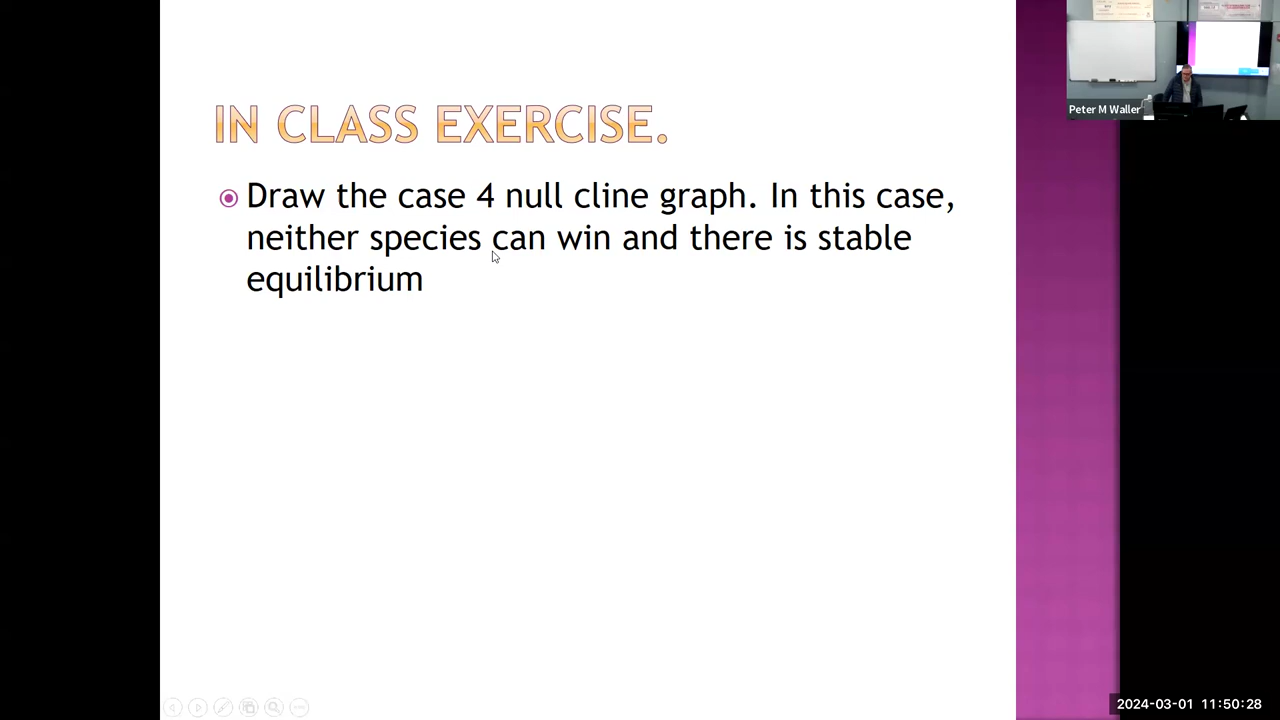 IN CLASS EXERCISE.
Draw the case 4 null cline graph. In this case,
neither species can win and there is stable
equilibrium
Peter M Waller
2024-03-01 11:50:28